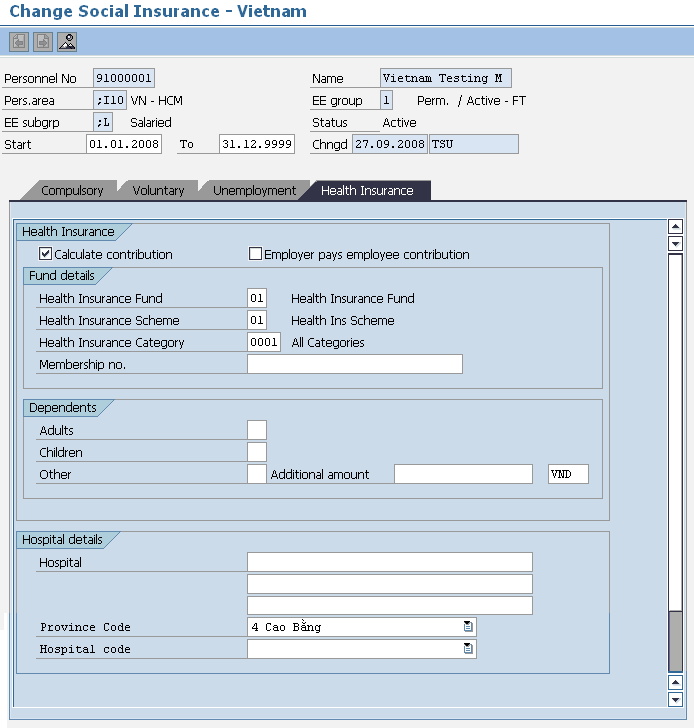 Change Social Insurance - Vietnam
Personnel No 91000001 Name Vietnam Testing M
Pers.area ;I10 VN - HCM EE group 1 Perm. / Active - FT
EE subgrp ;L Salaried Status Active
Start 01.01.2008 To 31.12.9999 Chngd 27.09.2008 TSU
Compulsory Voluntary Unemployment Health Insurance
Health Insurance
Calculate contribution Employer pays employee contribution
Fund details
Health Insurance Fund 01 Health Insurance Fund
Health Insurance Scheme 01 Health Ins Scheme
Health Insurance Category 0001 All Categories
Membership no.
Dependents
Adults
Children
Other Additional amount VND
Hospital details
Hospital
Province Code 4 Cao Bằng
Hospital code